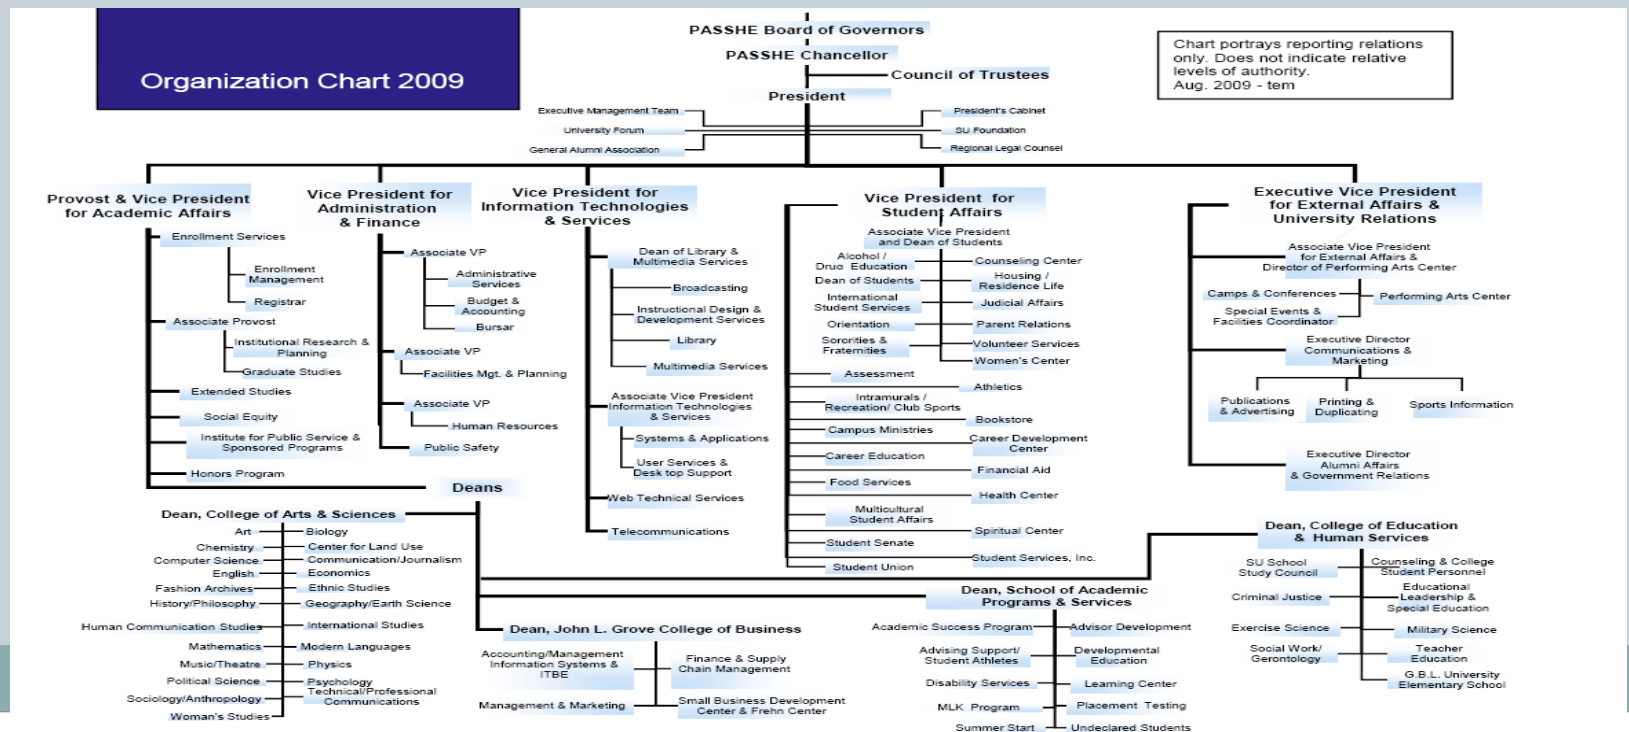 Organization Chart 2009
PASSHE Board of Governors
PASSHE Chancellor
Council of Trustees
President
Chart portrays reporting relations
only. Does not indicate relative
levels of authority.
Aug. 2009 - tem
Executive Management Team
President's Cabinet
University Forum
SU Foundation
General Alumni Association
Regional Legal Counsel
Provost & Vice President
for Academic Affairs
Enrollment Services
Enrollment
Management
Registrar
Associate Provost
Institutional Research &
Planning
Graduate Studies
Extended Studies
Social Equity
Institute for Public Service &
Sponsored Programs
Honors Program
Deans
Vice President for
Administration
& Finance
Associate VP
Administrative
Services
Budget &
Accounting
Bursar
Associate VP
Facilities Mgt. & Planning
Associate VP
Human Resources
Public Safety
Vice President for
Information Technologies
& Services
Dean of Library &
Multimedia Services
Broadcasting
Instructional Design &
Development Services
Library
Multimedia Services
Associate Vice President
Information Technologies
& Services
Systems & Applications
User Services &
Desk top Support
Web Technical Services
Telecommunications
Vice President for
Student Affairs
Associate Vice President
and Dean of Students
Alcohol /
Drug Education
Counseling Center
Dean of Students
Housing /
Residence Life
International
Student Services
Judicial Affairs
Orientation
Parent Relations
Sororities &
Fraternities
Volunteer Services
Women's Center
Assessment
Athletics
Intramurals /
Recreation/ Club Sports
Bookstore
Campus Ministries
Career Development
Center
Career Education
Financial Aid
Food Services
Health Center
Multicultural
Student Affairs
Spiritual Center
Student Senate
Student Services, Inc.
Student Union
Executive Vice President
for External Affairs &
University Relations
Associate Vice President
for External Affairs &
Director of Performing Arts Center
Camps & Conferences
Performing Arts Center
Special Events &
Facilities Coordinator
Executive Director
Communications &
Marketing
Publications
& Advertising
Printing &
Duplicating
Sports Information
Executive Director
Alumni Affairs
& Government Relations
Dean, College of Arts & Sciences
Art
Biology
Chemistry
Center for Land Use
Computer Science
Communication/Journalism
English
Economics
Fashion Archives
Ethnic Studies
History/Philosophy
Geography/Earth Science
Human Communication Studies
International Studies
Mathematics
Modern Languages
Music/Theatre
Physics
Political Science
Psychology
Sociology/Anthropology
Technical/Professional
Communications
Woman's Studies
Dean, John L. Grove College of Business
Accounting/Management
Information Systems &
ITBE
Finance & Supply
Chain Management
Management & Marketing
Small Business Development
Center & Frehn Center
Dean, School of Academic
Programs & Services
Academic Success Program
Advisor Development
Advising Support/
Student Athletes
Developmental
Education
Disability Services
Learning Center
MLK Program
Placement Testing
Summer Start
Undeclared Students
Dean, College of Education
& Human Services
SU School
Study Council
Counseling & College
Student Personnel
Criminal Justice
Educational
Leadership &
Special Education
Exercise Science
Military Science
Social Work/
Gerontology
Teacher
Education
G.B.L. University
Elementary School